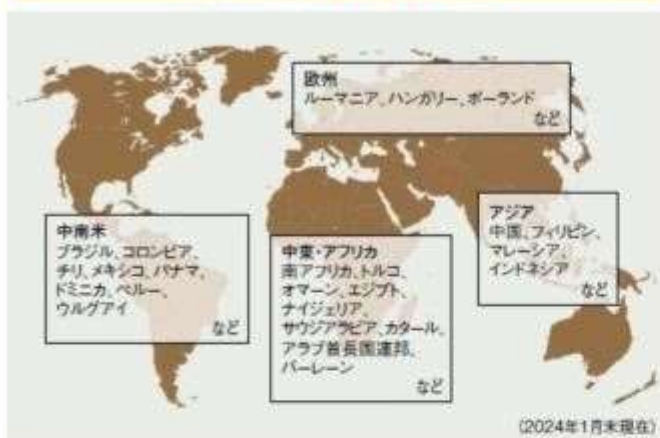 欧州
ルーマニア、ハンガリー、ポーランド
など
中南米
ブラジル、コロンビア、
チリ、メキシコ、パナマ、
ドミニカ、ペルー、
ウルグアイ
など
中東・アフリカ
南アフリカ、トルコ、
オマーン、エジプト、
ナイジェリア、
サウジアラビア、カタール、
アラブ首長国連邦、
バーレーン
など
アジア
中国、フィリピン、
マレーシア、
インドネシア
など
(2024年1月末現在)